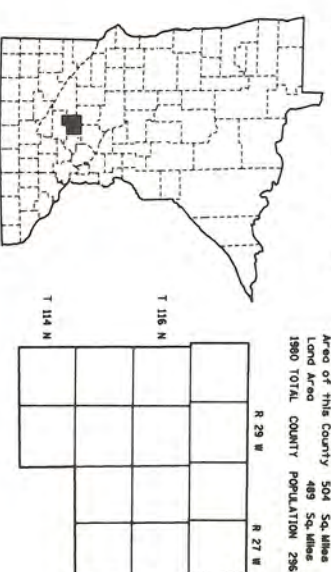 Area of this County 504 Sq. Miles
Land Area 489 Sq. Miles
1980 TOTAL COUNTY POPULATION 296
R 29 W
R 27 W
T 116 N
T 114 N